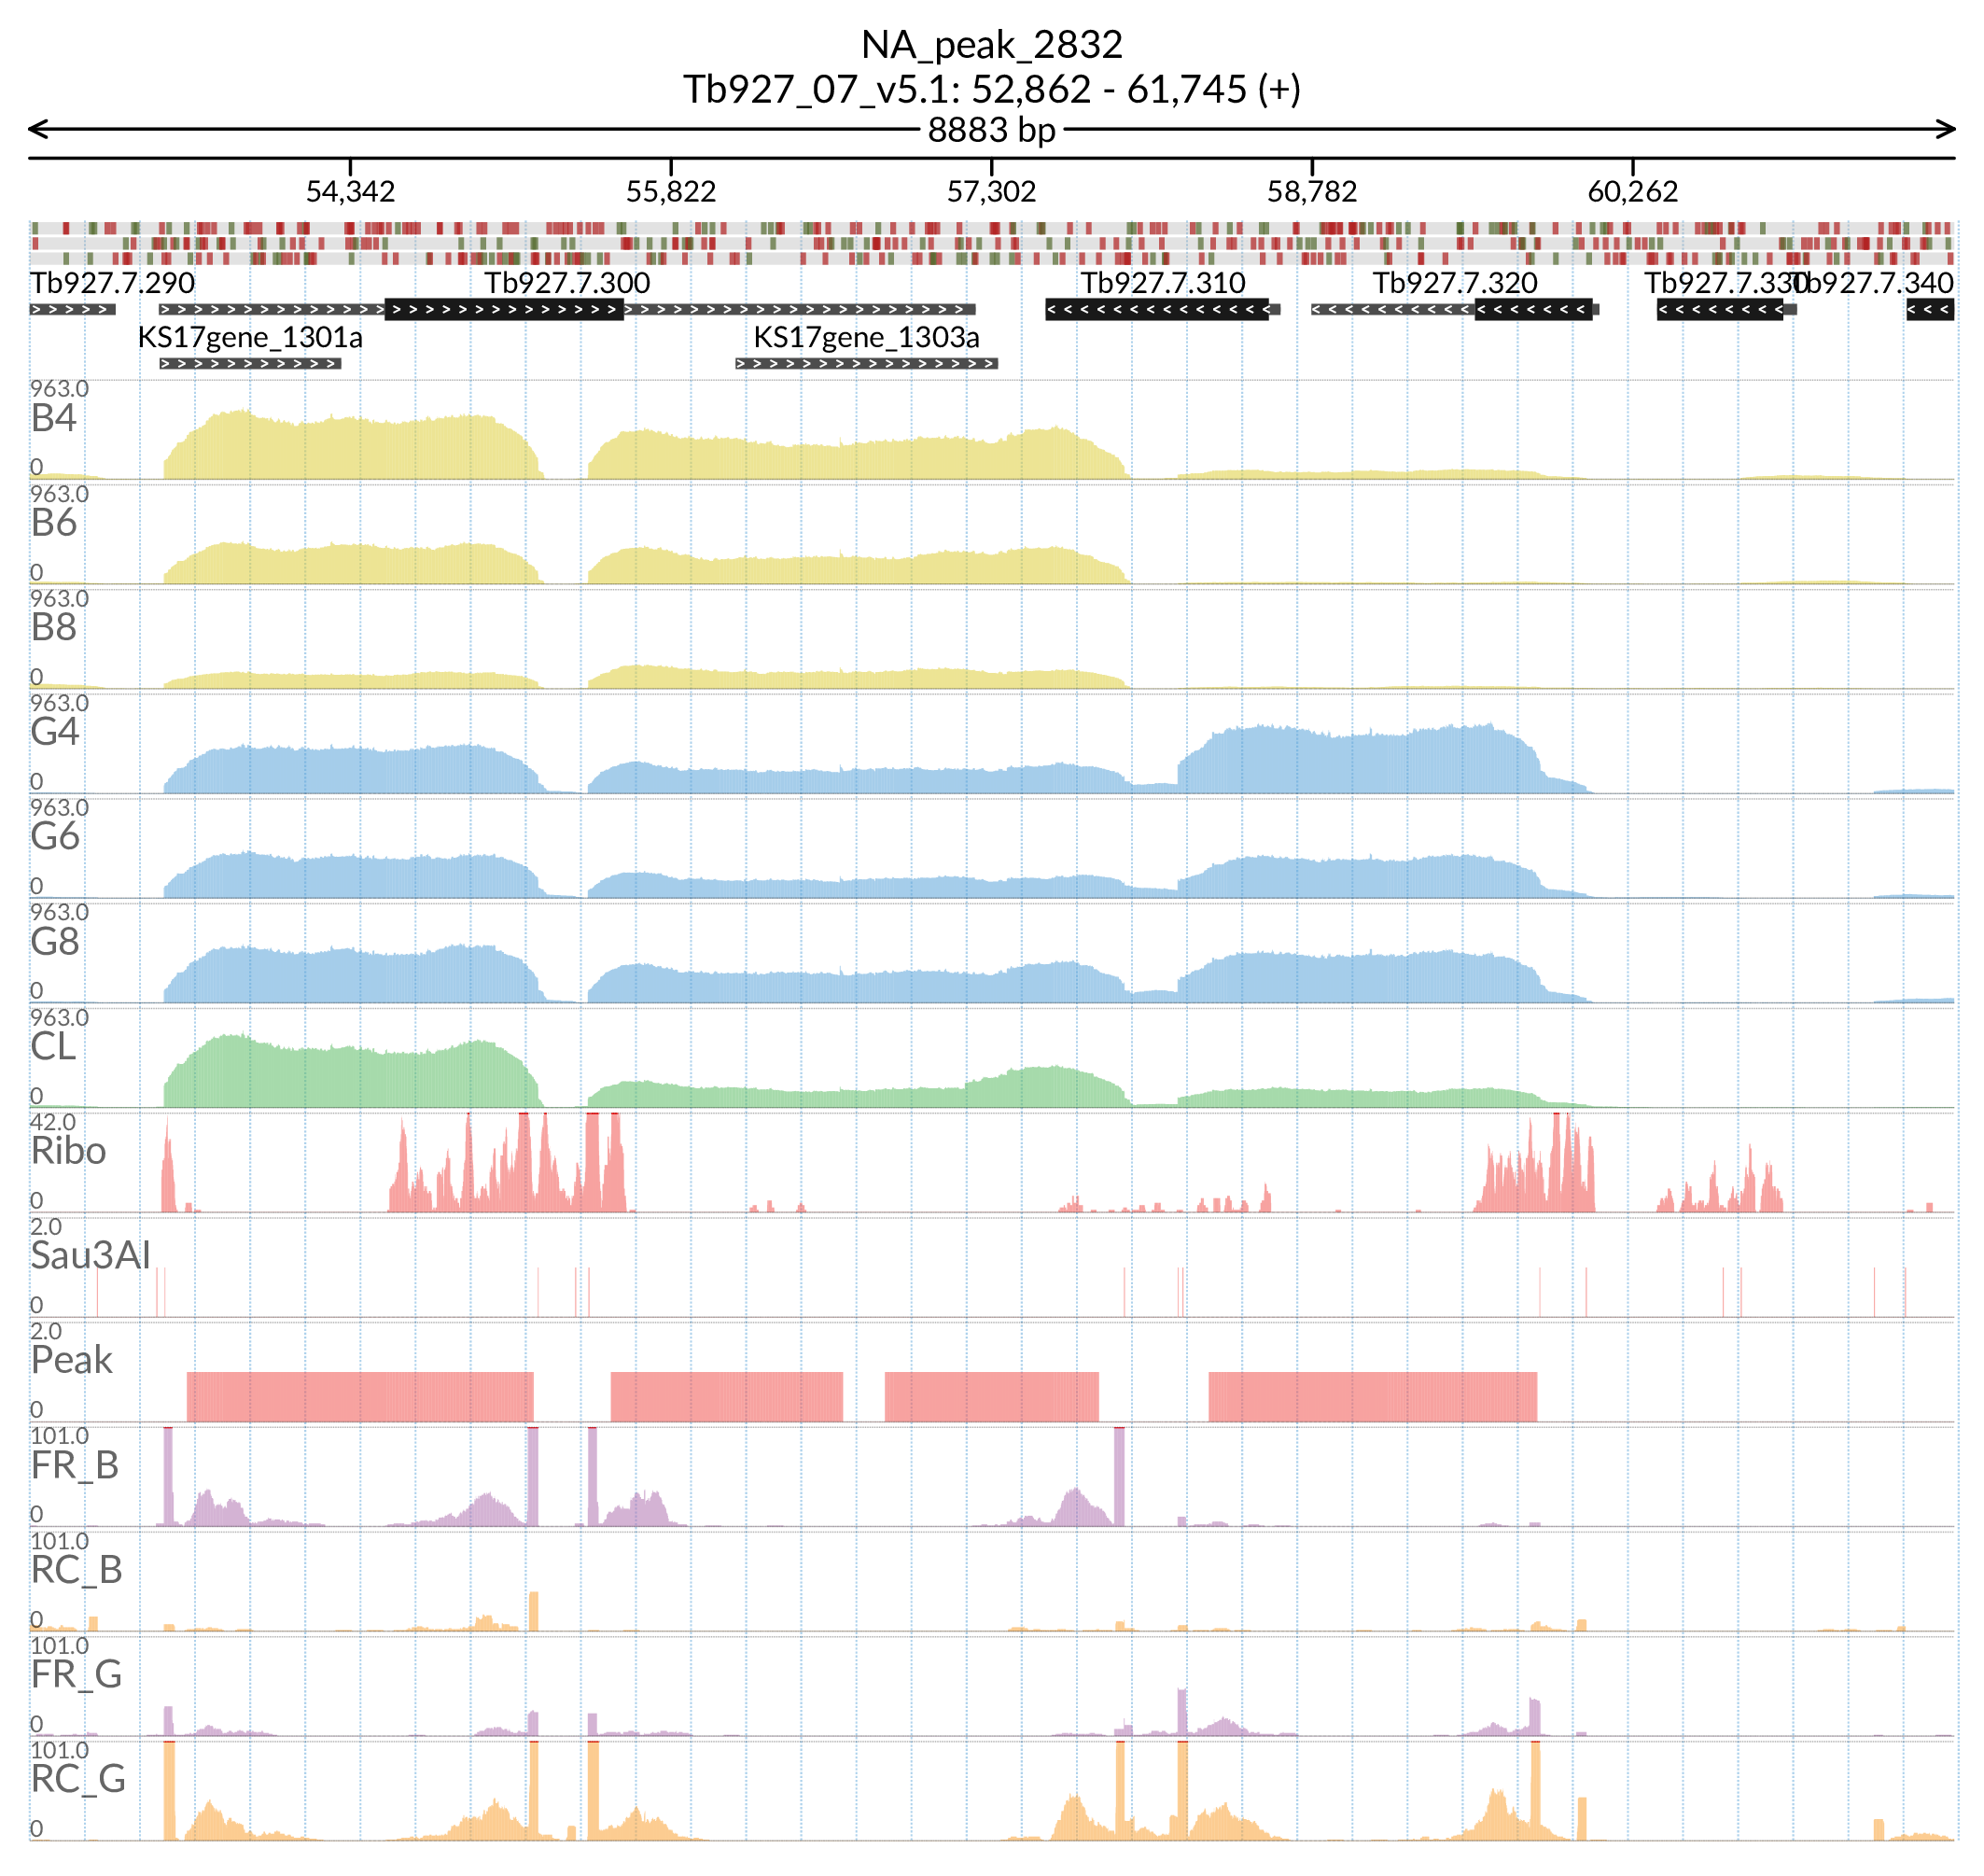 NA_peak_2832
Tb927_07_v5.1: 52,862 - 61,745 (+)
8883 bp
54,342 55,822 57,302 58,782 60,262
Tb927.7.290 Tb927.7.300 Tb927.7.310 Tb927.7.320 Tb927.7.330 Tb927.7.340
KS17gene_1301a KS17gene_1303a
963.0
B4
0
963.0
B6
0
963.0
B8
0
963.0
G4
0
963.0
G6
0
963.0
G8
0
963.0
CL
0
42.0
Ribo
0
2.0
Sau3AI
0
2.0
Peak
0
101.0
FR_B
0
101.0
RC_B
0
101.0
FR_G
0
101.0
RC_G
0